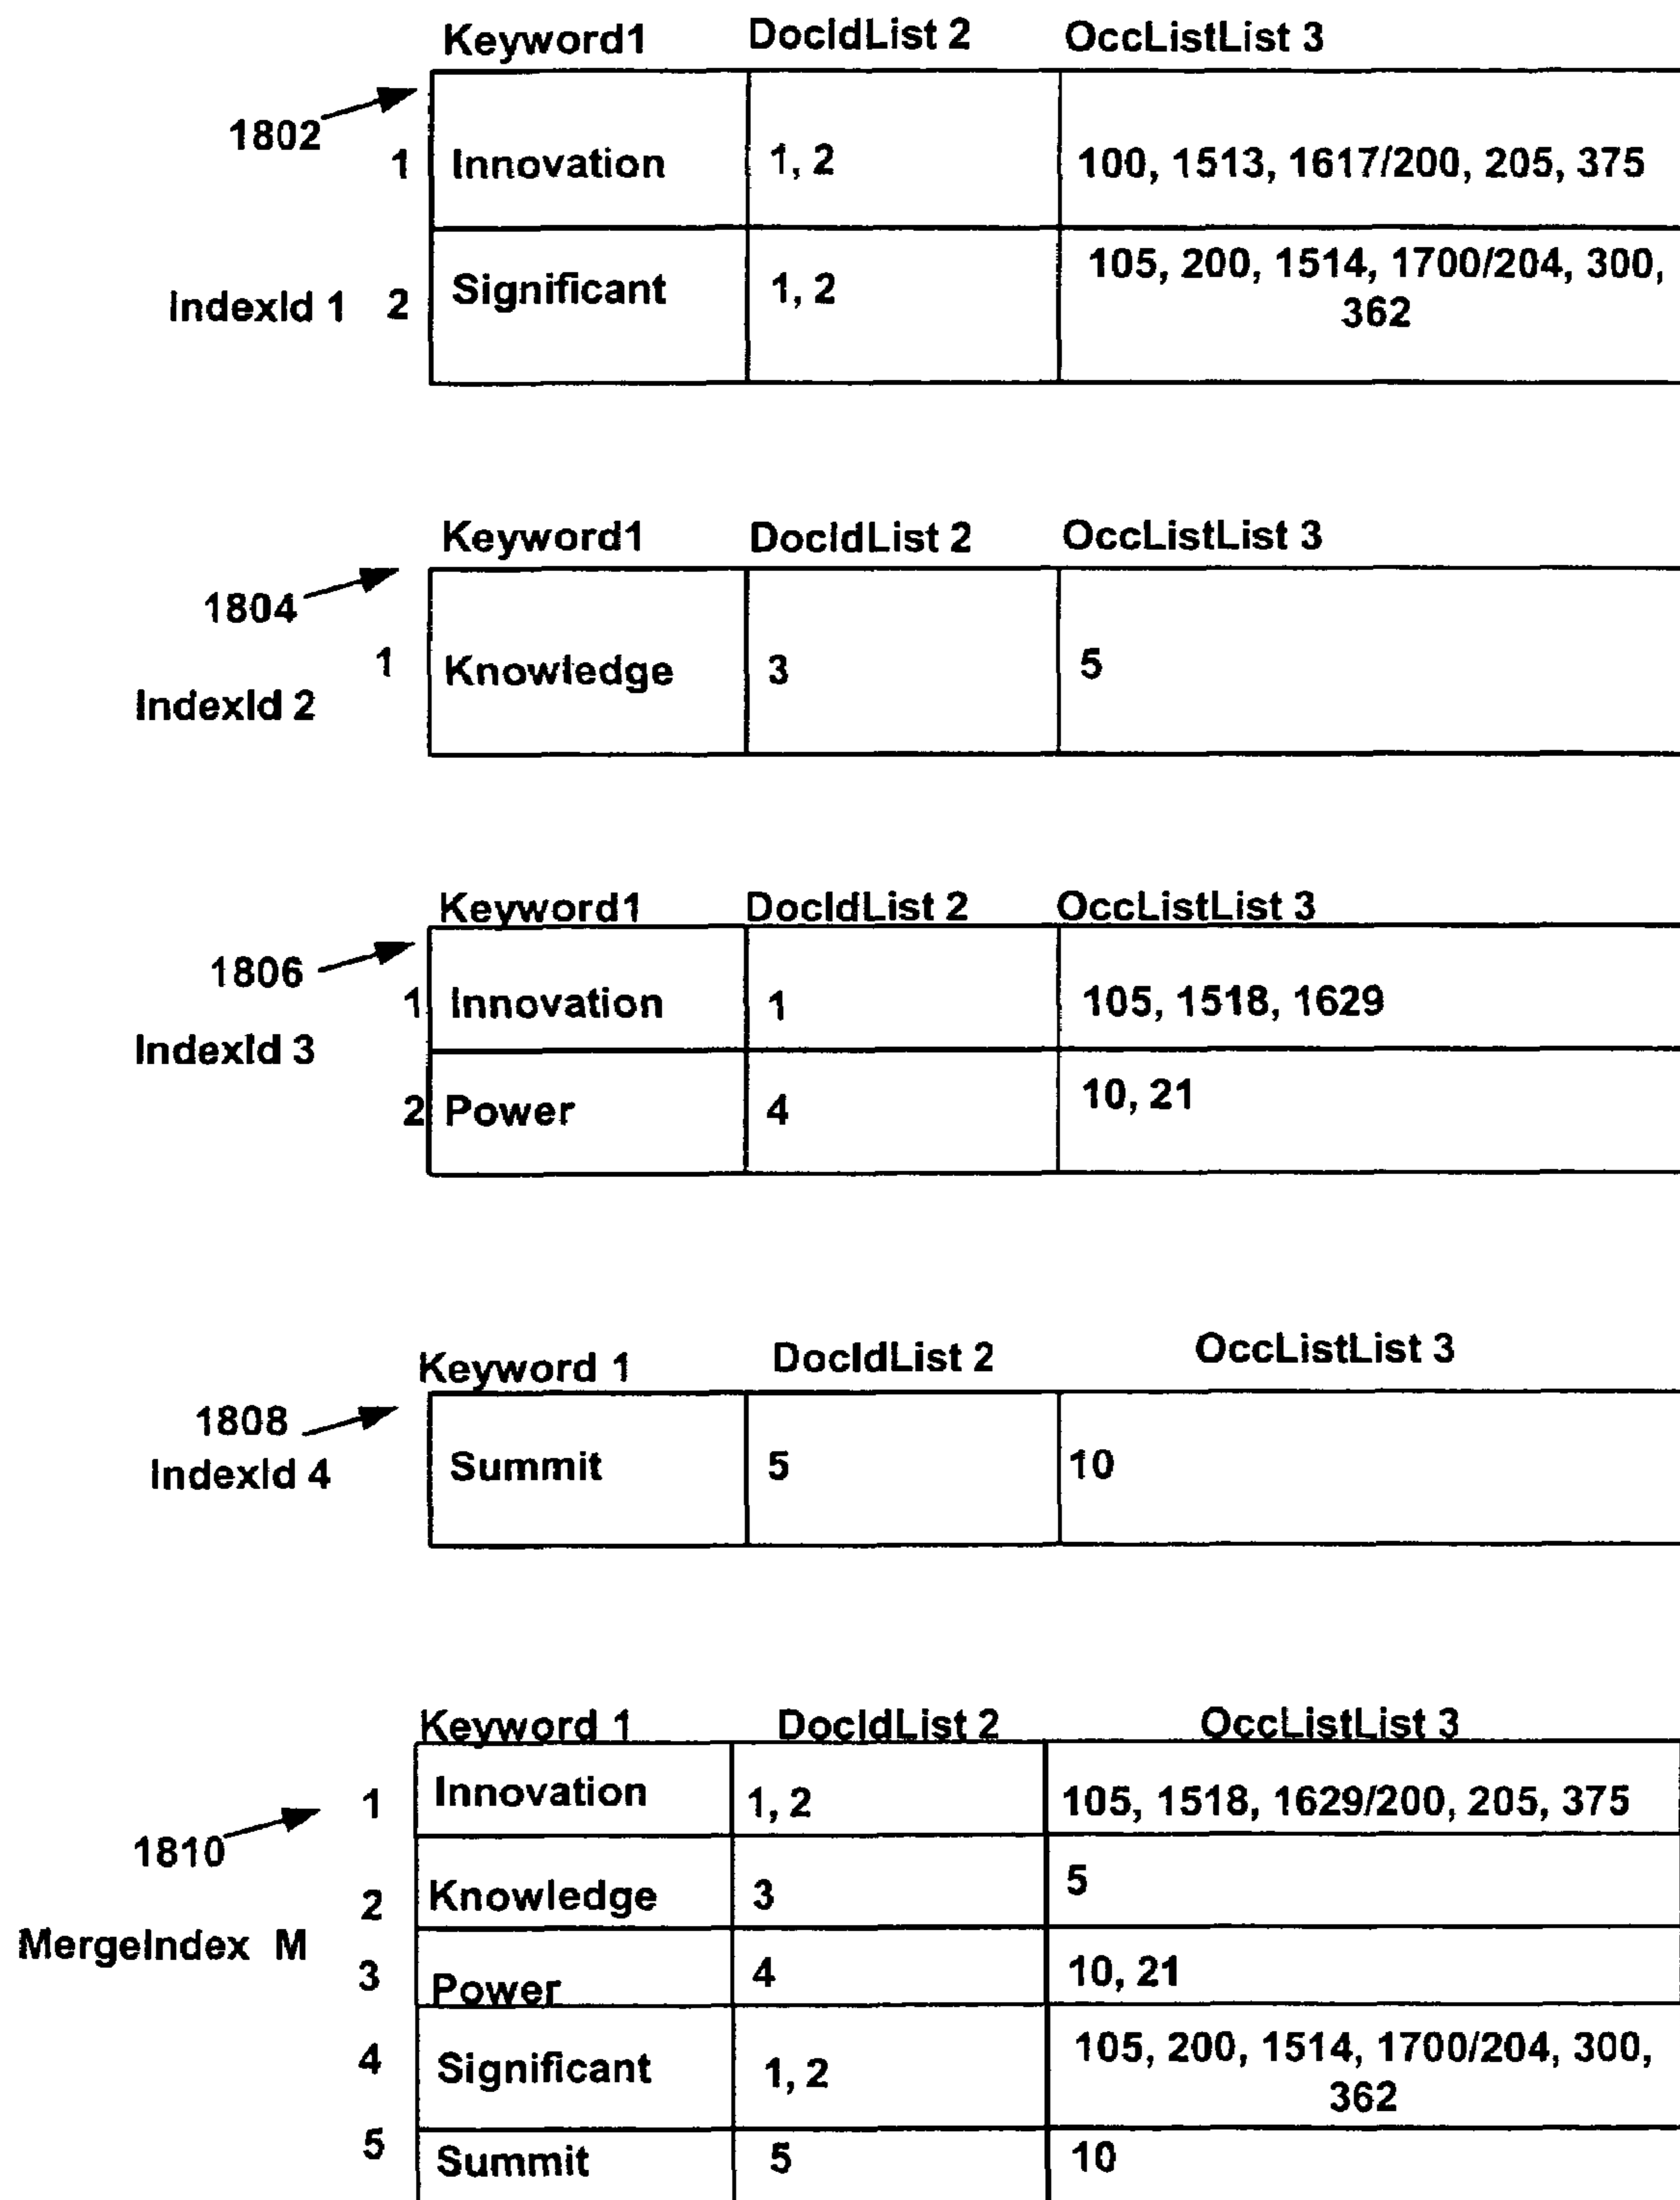 Keyword1 DocIdList 2 OccListList 3
1802
1 Innovation 1, 2 100, 1513, 1617/200, 205, 375
IndexId 1 2 Significant 1, 2 105, 200, 1514, 1700/204, 300,
362
Keyword1 DocIdList 2 OccListList 3
1804
1 Knowledge 3 5
IndexId 2
Keyword1 DocIdList 2 OccListList 3
1806
1 Innovation 1 105, 1518, 1629
IndexId 3
2 Power 4 10, 21
Keyword 1 DocIdList 2 OccListList 3
1808
IndexId 4 Summit 5 10
Keyword 1 DocIdList 2 OccListList 3
1 Innovation 1, 2 105, 1518, 1629/200, 205, 375
1810
2 Knowledge 3 5
MergeIndex M
3 Power 4 10, 21
4 Significant 1, 2 105, 200, 1514, 1700/204, 300,
362
5 Summit 5 10